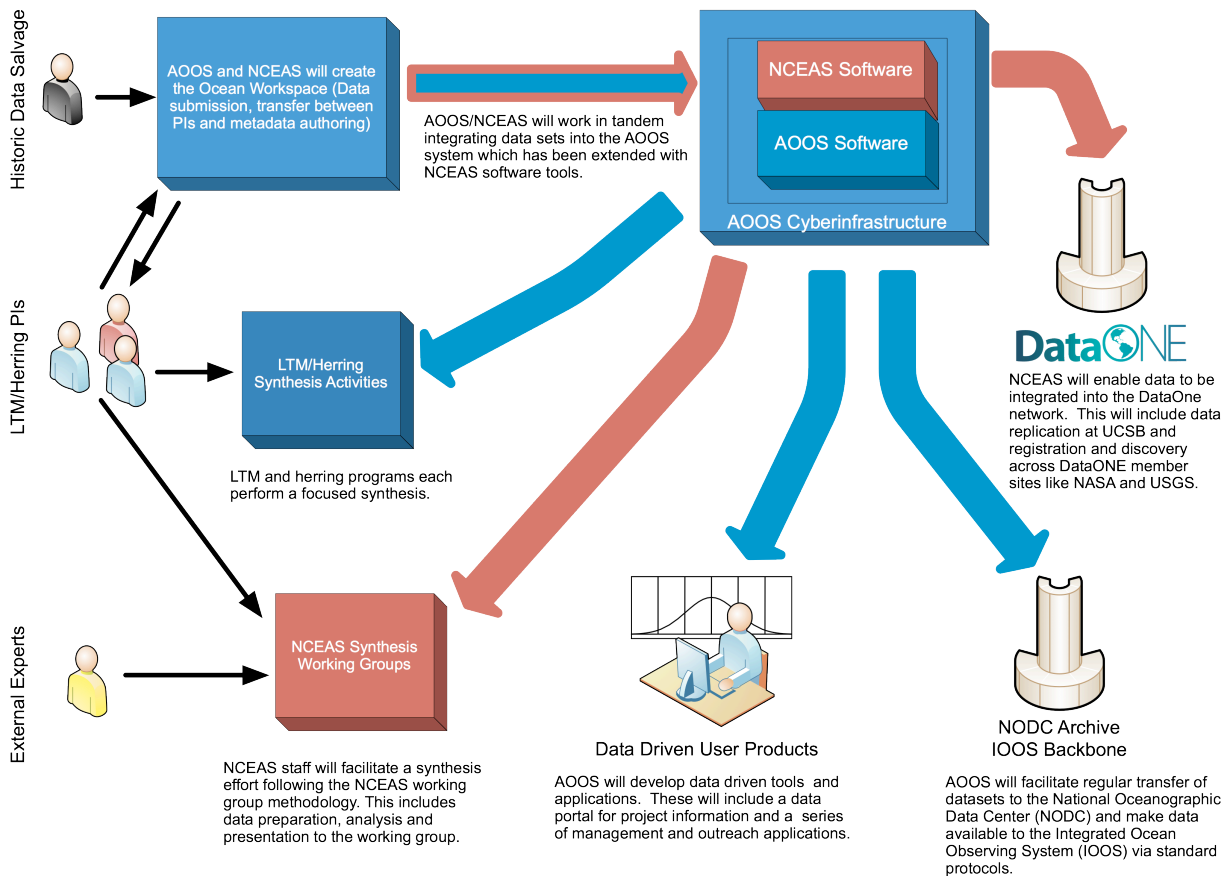 Historic Data Salvage
AOOS and NCEAS will create
the Ocean Workspace (Data
submission, transfer between
PIs and metadata authoring)
AOOS/NCEAS will work in tandem
integrating data sets into the AOOS
system which has been extended with
NCEAS software tools.
NCEAS Software
AOOS Software
AOOS Cyberinfrastructure
DataONE
NCEAS will enable data to be
integrated into the DataOne
network.  This will include data
replication at UCSB and
registration and discovery
across DataONE member
sites like NASA and USGS.
LTM/Herring PIs
LTM/Herring
Synthesis Activities
LTM and herring programs each
perform a focused synthesis.
External Experts
NCEAS Synthesis
Working Groups
NCEAS staff will facilitate a synthesis
effort following the NCEAS working
group methodology. This includes
data preparation, analysis and
presentation to the working group.
Data Driven User Products
AOOS will develop data driven tools  and
applications.  These will include a data
portal for project information and a  series
of management and outreach applications.
NODC Archive
IOOS Backbone
AOOS will facilitate regular transfer of
datasets to the National Oceanographic
Data Center (NODC) and make data
available to the Integrated Ocean
Observing System (IOOS) via standard
protocols.